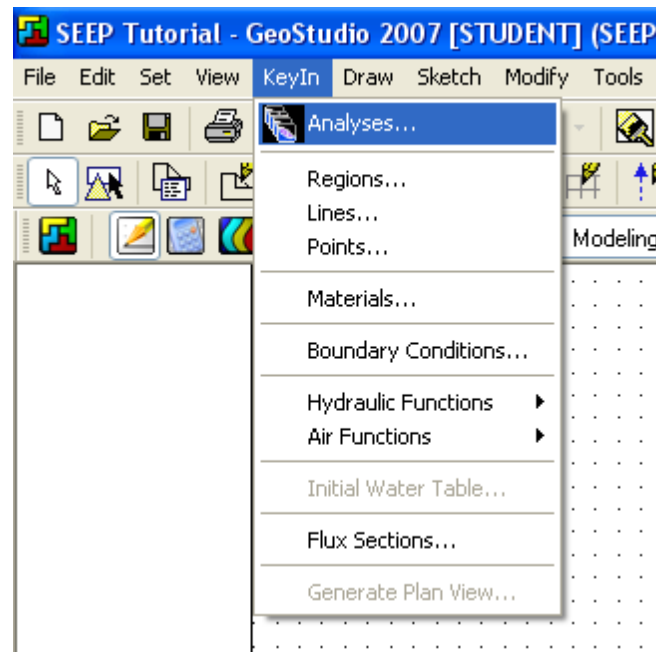 SEEP Tutorial - GeoStudio 2007 [STUDENT] (SEEP
File Edit Set View KeyIn Draw Sketch Modify Tools
Analyses...
Regions...
Lines...
Points...
Modeling
Materials...
Boundary Conditions...
Hydraulic Functions
Air Functions
Initial Water Table...
Flux Sections...
Generate Plan View...